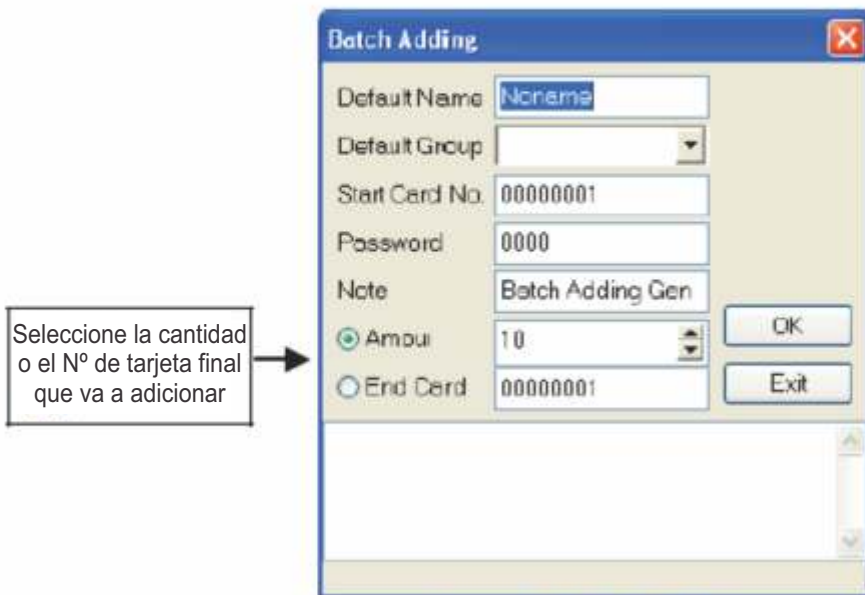 Batch Adding
Default Name Noname
Default Group
Start Card No. 00000001
Password 0000
Note Batch Adding Gen
Amour 10
End Card 00000001
OK
Exit
Seleccione la cantidad
o el Nº de tarjeta final
que va a adicionar